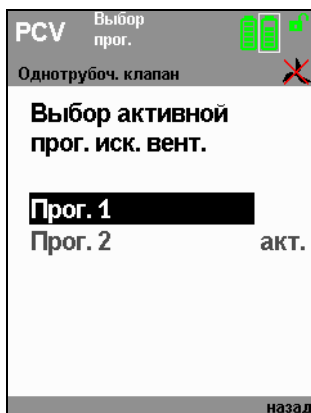 PCV Выбор
прог.
Однотрубоч. клапан
Выбор активной
прог. иск. вент.
Прог. 1
Прог. 2 акт.
назад